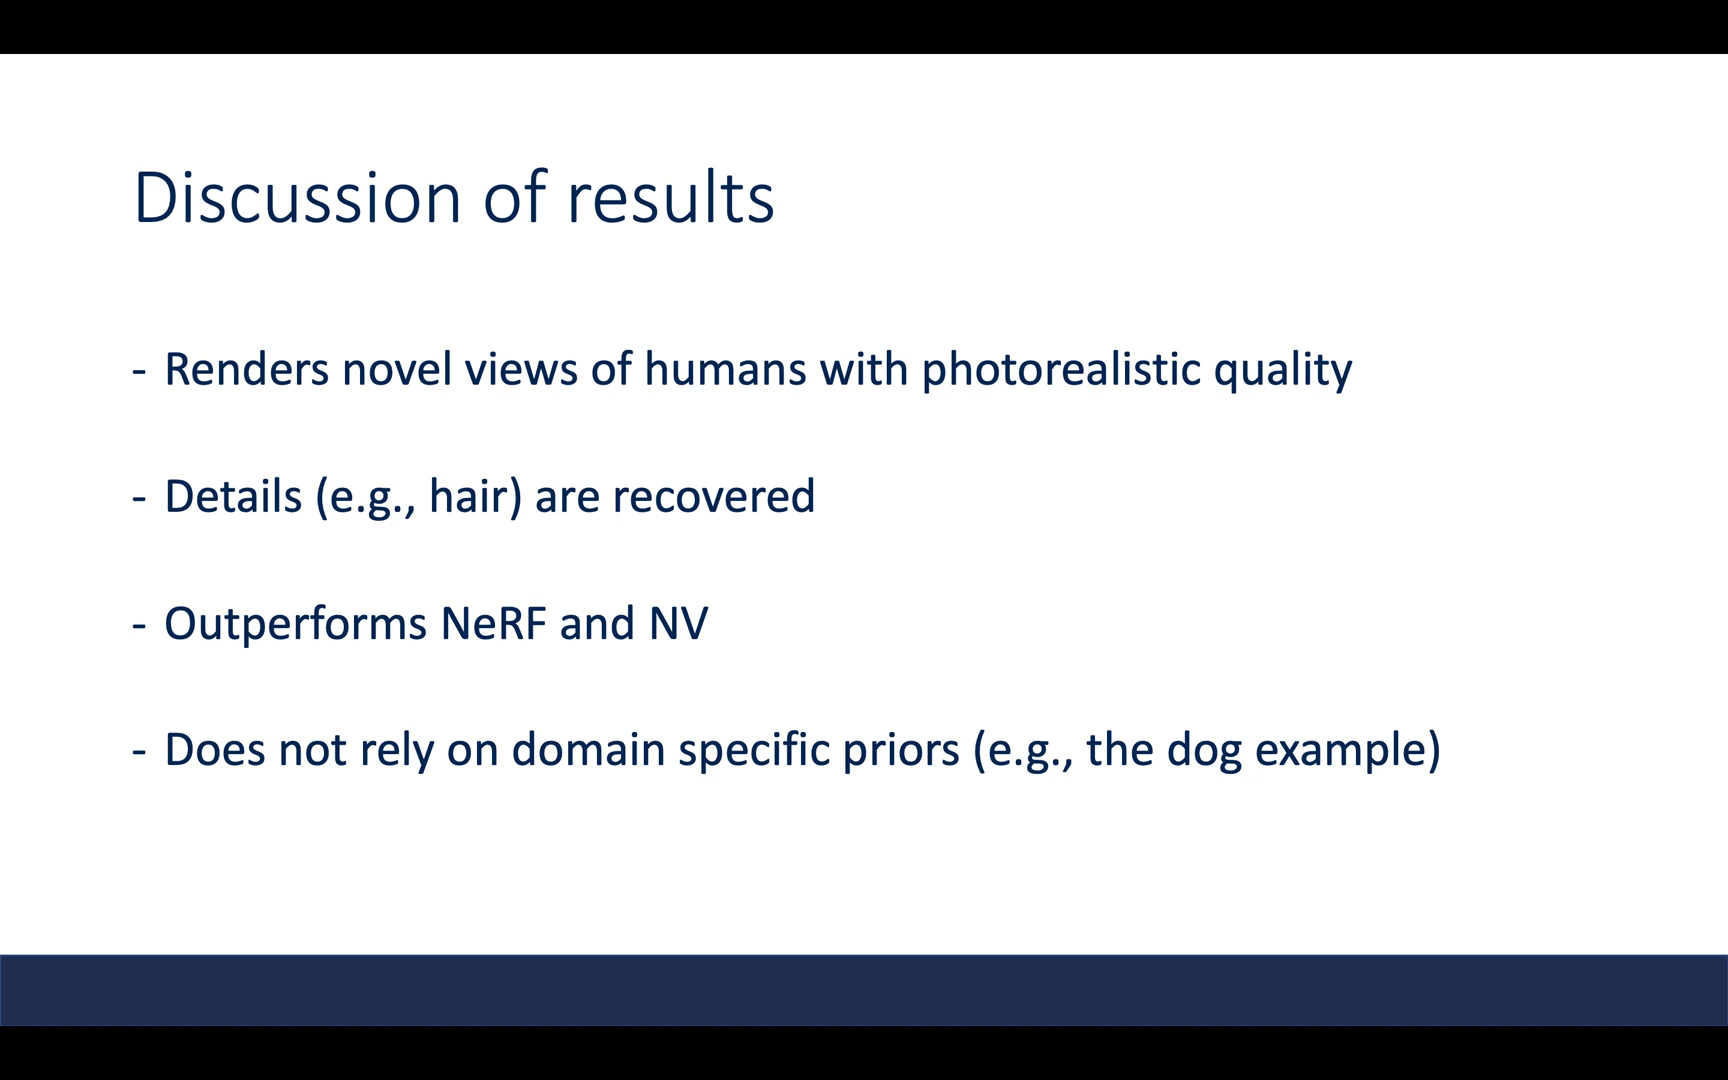 Discussion of results
- Renders novel views of humans with photorealistic quality
- Details (e.g., hair) are recovered
- Outperforms NeRF and NV
- Does not rely on domain specific priors (e.g., the dog example)